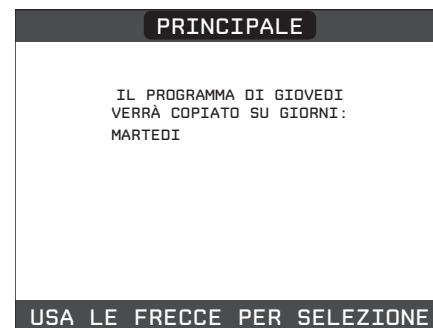 PRINCIPALE
IL PROGRAMMA DI GIOVEDI
VERRÀ COPIATO SU GIORNI:
MARTEDI
USA LE FRECCE PER SELEZIONE